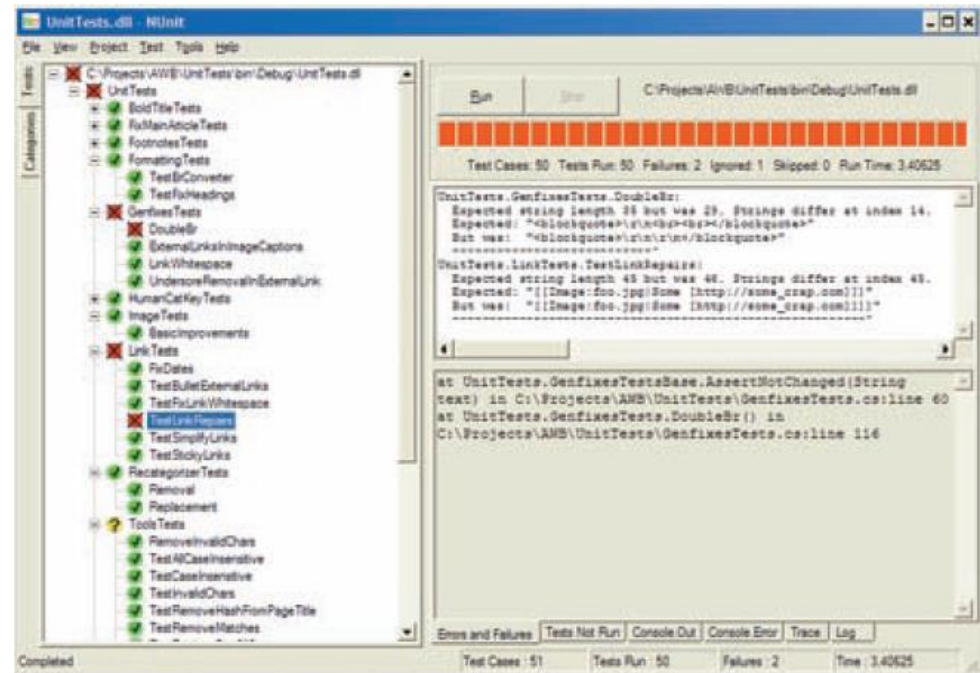 UnitTests.dll - NUnit
File View Project Test Tools Help
Tests
Categories
C:\Projects\AWB\UnitTests\bin\Debug\UnitTests.dll
UnitTests
BoldTitleTests
FixMainArticleTests
FootnotesTests
FormattingTests
TestBrConverter
TestFixHeadings
GenfixesTests
DoubleBr
ExternalLinksInImageCaptions
LinkWhitespace
UndersoreRemovalInExternalLink
HumanCatKeyTests
ImageTests
BasicImprovements
LinkTests
FixDates
TestBulletExternalLinks
TestFixLinkWhitespace
TestLinkRepairs
TestSimplifyLinks
TestStickyLinks
RecategorizerTests
Removal
Replacement
ToolsTests
RemoveInvalidChars
TestAllCaseInsensitive
TestCaseInsensitive
TestInvalidChars
TestRemoveHashFromPageTitle
TestRemoveMatches
Run Stop C:\Projects\AWB\UnitTests\bin\Debug\UnitTests.dll
Test Cases: 50 Tests Run: 50 Failures: 2 Ignored: 1 Skipped: 0 Run Time: 3.40625
UnitTests.GenfixesTests.DoubleBr:
Expected string length 35 but was 29. Strings differ at index 14.
Expected: "<blockquote>\r\n<br><br></blockquote>"
But was: "<blockquote>\r\n\r\n</blockquote>"
UnitTests.LinkTests.TestLinkRepairs:
Expected string length 45 but was 46. Strings differ at index 45.
Expected: "[[Image:foo.jpg|Some [http://some_crap.com]]]"
But was: "[[Image:foo.jpg|Some [http://some_crap.com]]]]"
at UnitTests.GenfixesTestsBase.AssertNotChanged(String
text) in C:\Projects\AWB\UnitTests\GenfixesTests.cs:line 60
at UnitTests.GenfixesTests.DoubleBr() in
C:\Projects\AWB\UnitTests\GenfixesTests.cs:line 116
Errors and Failures Tests Not Run Console.Out Console.Error Trace Log
Completed Test Cases : 51 Tests Run : 50 Failures : 2 Time : 3.40625